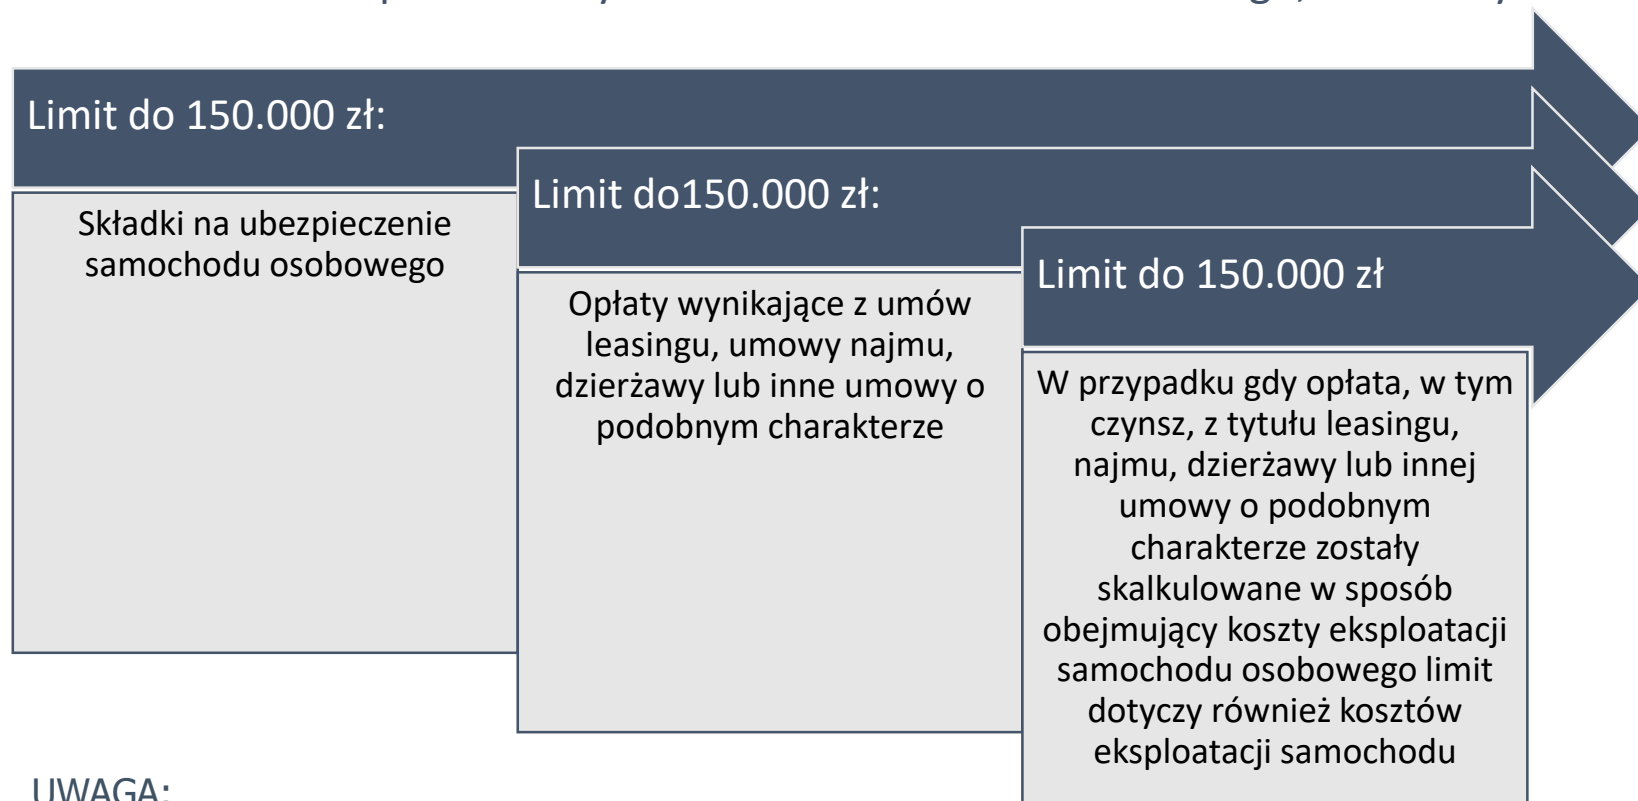 Limit do 150.000 zł:
Składki na ubezpieczenie
samochodu osobowego
Limit do150.000 zł:
Opłaty wynikające z umów
leasingu, umowy najmu,
dzierżawy lub inne umowy o
podobnym charakterze
Limit do 150.000 zł
W przypadku gdy opłata, w tym
czynsz, z tytułu leasingu,
najmu, dzierżawy lub innej
umowy o podobnym
charakterze zostały
skalkulowane w sposób
obejmujący koszty eksploatacji
samochodu osobowego limit
dotyczy również kosztów
eksploatacji samochodu
UWAGA: